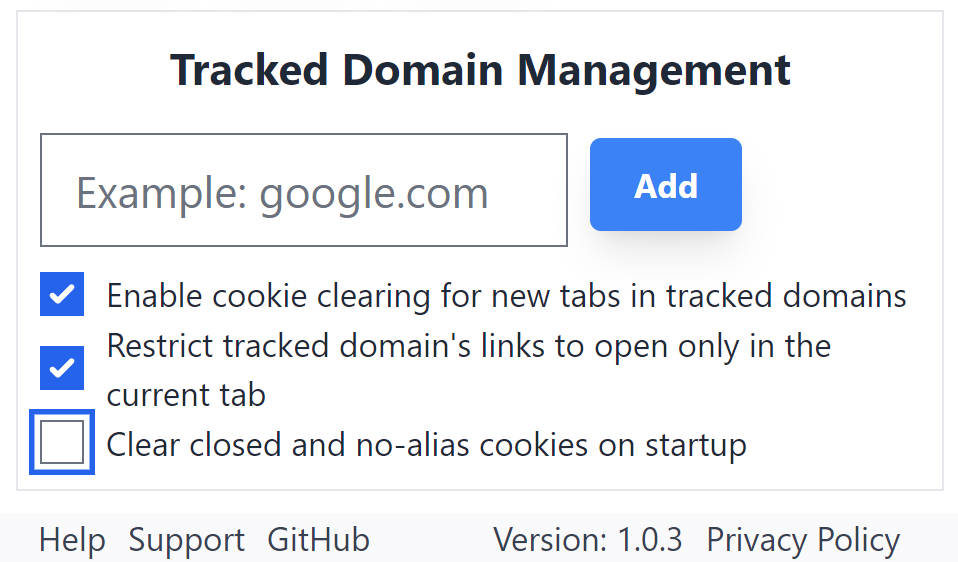 Tracked Domain Management
Example: google.com
Add
Enable cookie clearing for new tabs in tracked domains
Restrict tracked domain's links to open only in the
current tab
Clear closed and no-alias cookies on startup
Help Support GitHub Version: 1.0.3 Privacy Policy